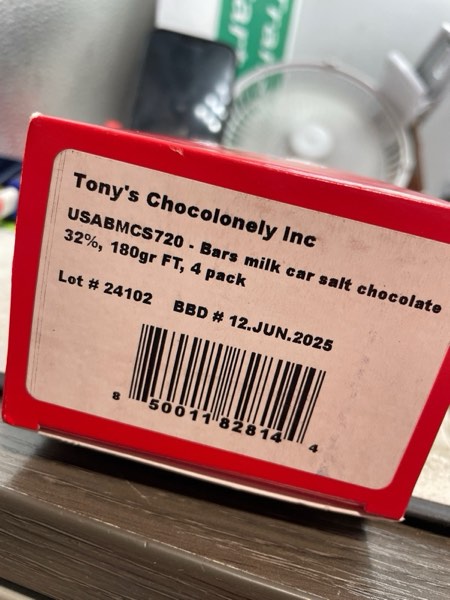 Tony's Chocolonely Inc
USABMCS720 - Bars milk car salt chocolate
32%, 180gr FT, 4 pack
Lot # 24102 BBD # 12.JUN.2025
8 50011 82814 4